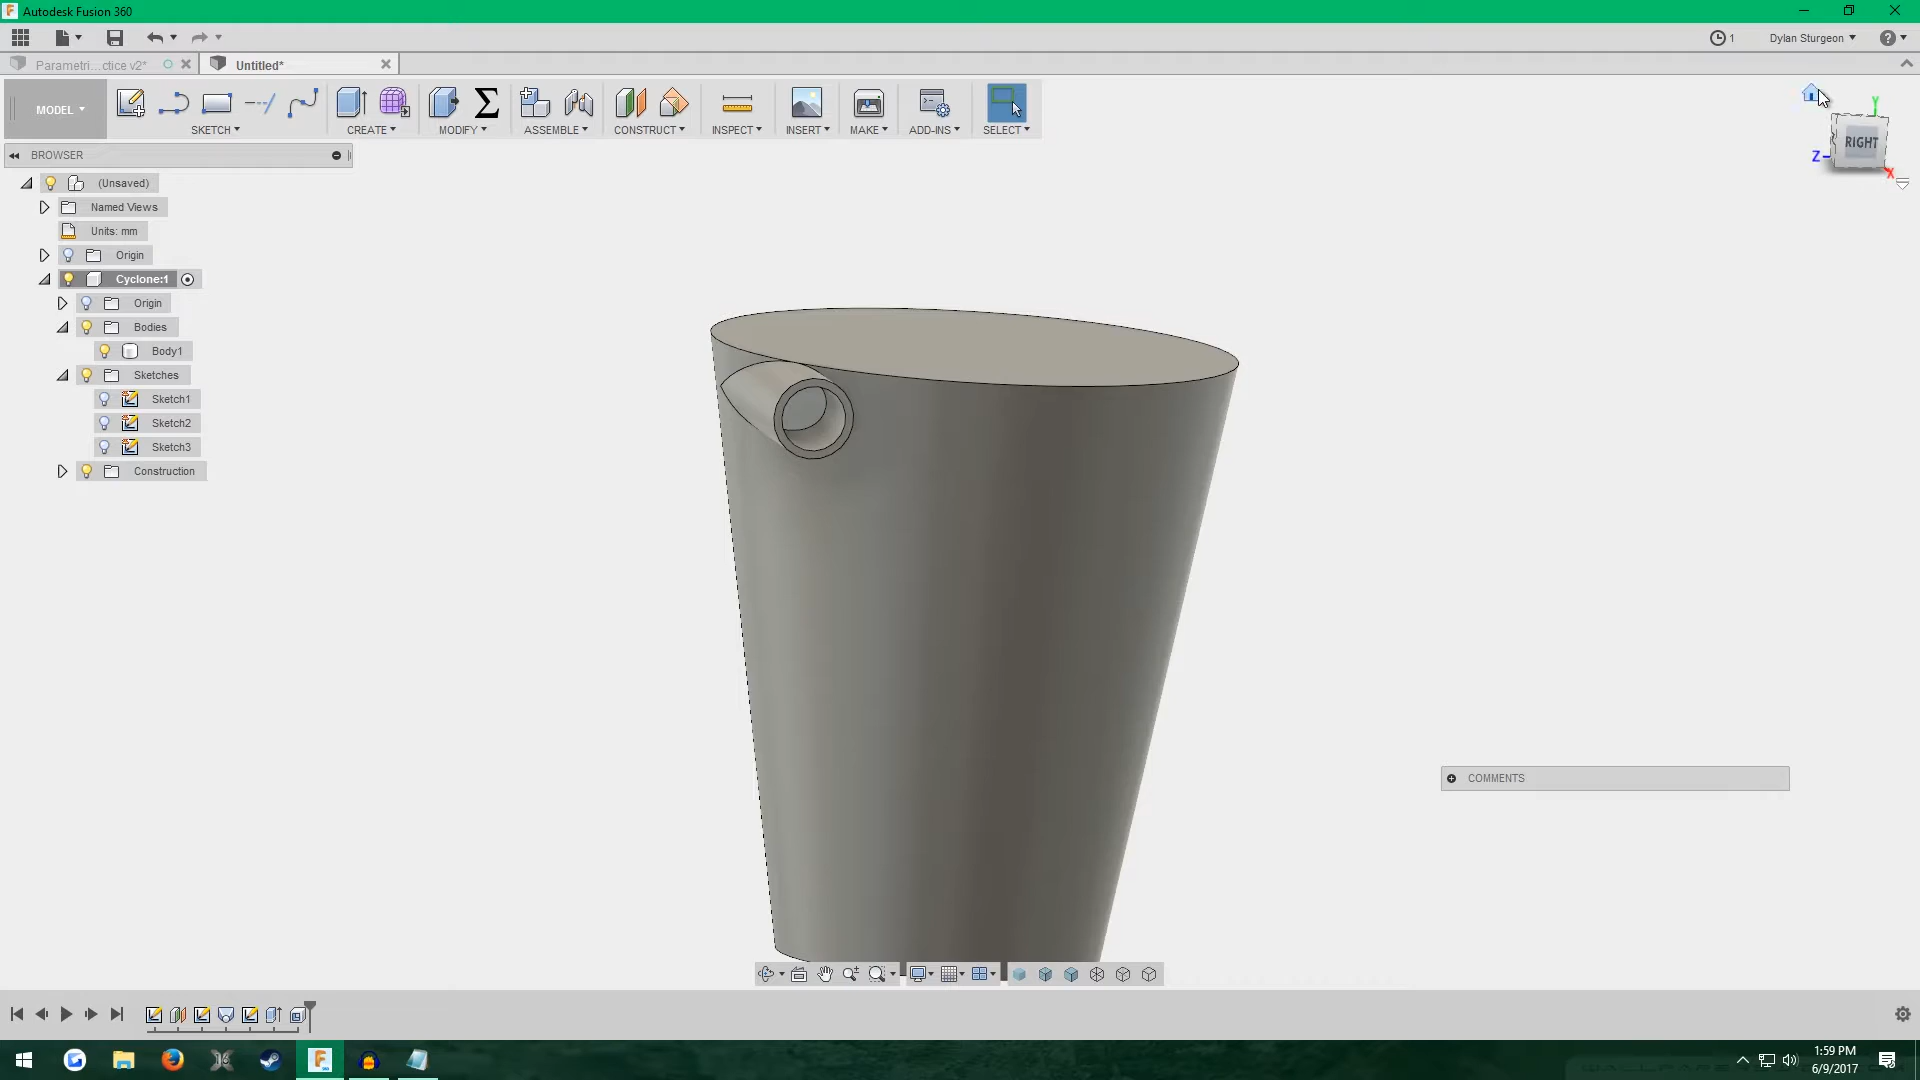 Autodesk Fusion 360
1
Dylan Sturgeon
Parametri...ctice v2*
Untitled*
MODEL
SKETCH
CREATE
MODIFY
ASSEMBLE
CONSTRUCT
INSPECT
INSERT
MAKE
ADD-INS
SELECT
BROWSER
(Unsaved)
Named Views
Units: mm
Origin
Cyclone:1
Origin
Bodies
Body1
Sketches
Sketch1
Sketch2
Sketch3
Construction
Y
RIGHT
Z
X
COMMENTS
1:59 PM
6/9/2017